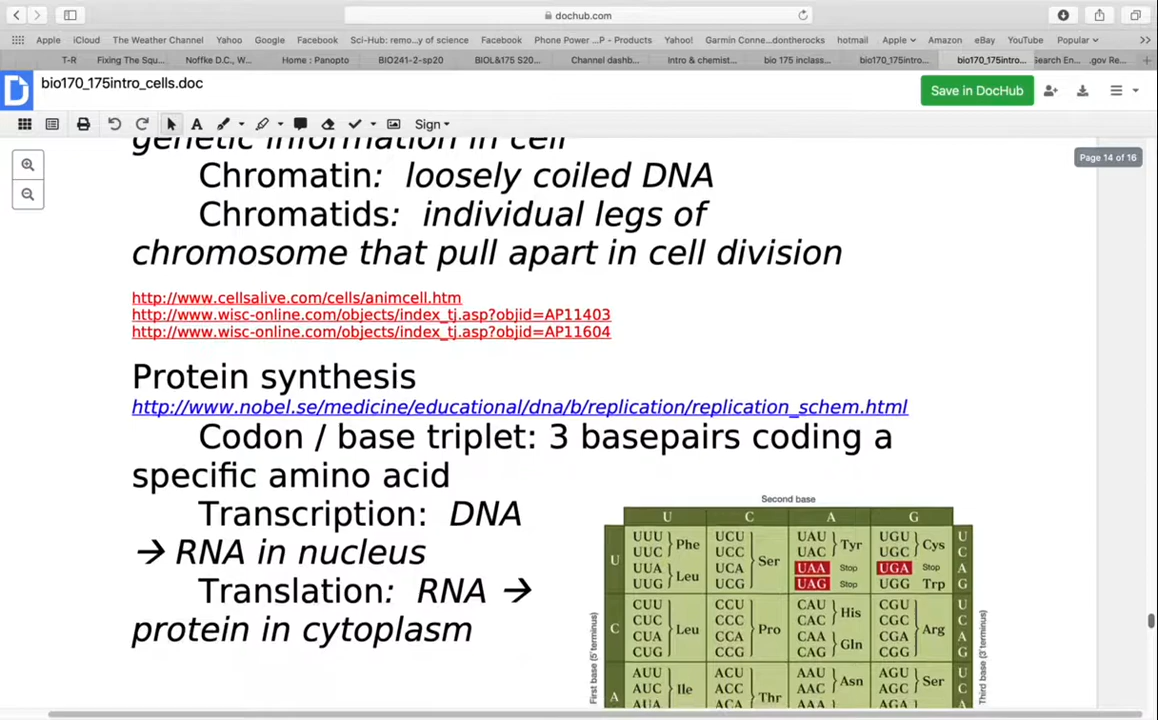 dochub.com
Apple iCloud The Weather Channel Yahoo Google Facebook Sci-Hub: remo...y of science Facebook Phone Power ...P - Products Yahoo! Garmin Conne...dontherocks hotmail Apple Amazon eBay YouTube Popular >>
T-R Fixing The Squ... Noffke D.C., W... Home : Panopto BIO241-2-sp20 BIOL&175 S20... Channel dashb... Intro & chemist... bio 175 inclass... bio170_175intro... bio170_175intro... Search En... .gov Re...
D bio170_175intro_cells.doc Save in DocHub
A Sign
Page 14 of 16
genetic information in cell
Chromatin: loosely coiled DNA
Chromatids: individual legs of
chromosome that pull apart in cell division
http://www.cellsalive.com/cells/animcell.htm
http://www.wisc-online.com/objects/index_tj.asp?objid=AP11403
http://www.wisc-online.com/objects/index_tj.asp?objid=AP11604
Protein synthesis
http://www.nobel.se/medicine/educational/dna/b/replication/replication_schem.html
Codon / base triplet: 3 basepairs coding a
specific amino acid
Transcription: DNA
→ RNA in nucleus
Translation: RNA →
protein in cytoplasm
Second base
U C A G
First base (5'terminus)
U
UUU UCU UAU UGU U
Phe Tyr Cys
UUC UCC UAC UGC C
Ser
UUA UCA UAA Stop UGA Stop A
Leu
UUG UCG UAG Stop UGG Trp G
C
CUU CCU CAU CGU U
His
CUC CCC CAC CGC C
Leu Pro Arg
CUA CCA CAA CGA A
Gln
CUG CCG CAG CGG G
A
AUU ACU AAU AGU U
Ile Asn Ser
AUC ACC AAC AGC C
Thr
AUA ACA AAA AGA A
Third base (3'terminus)